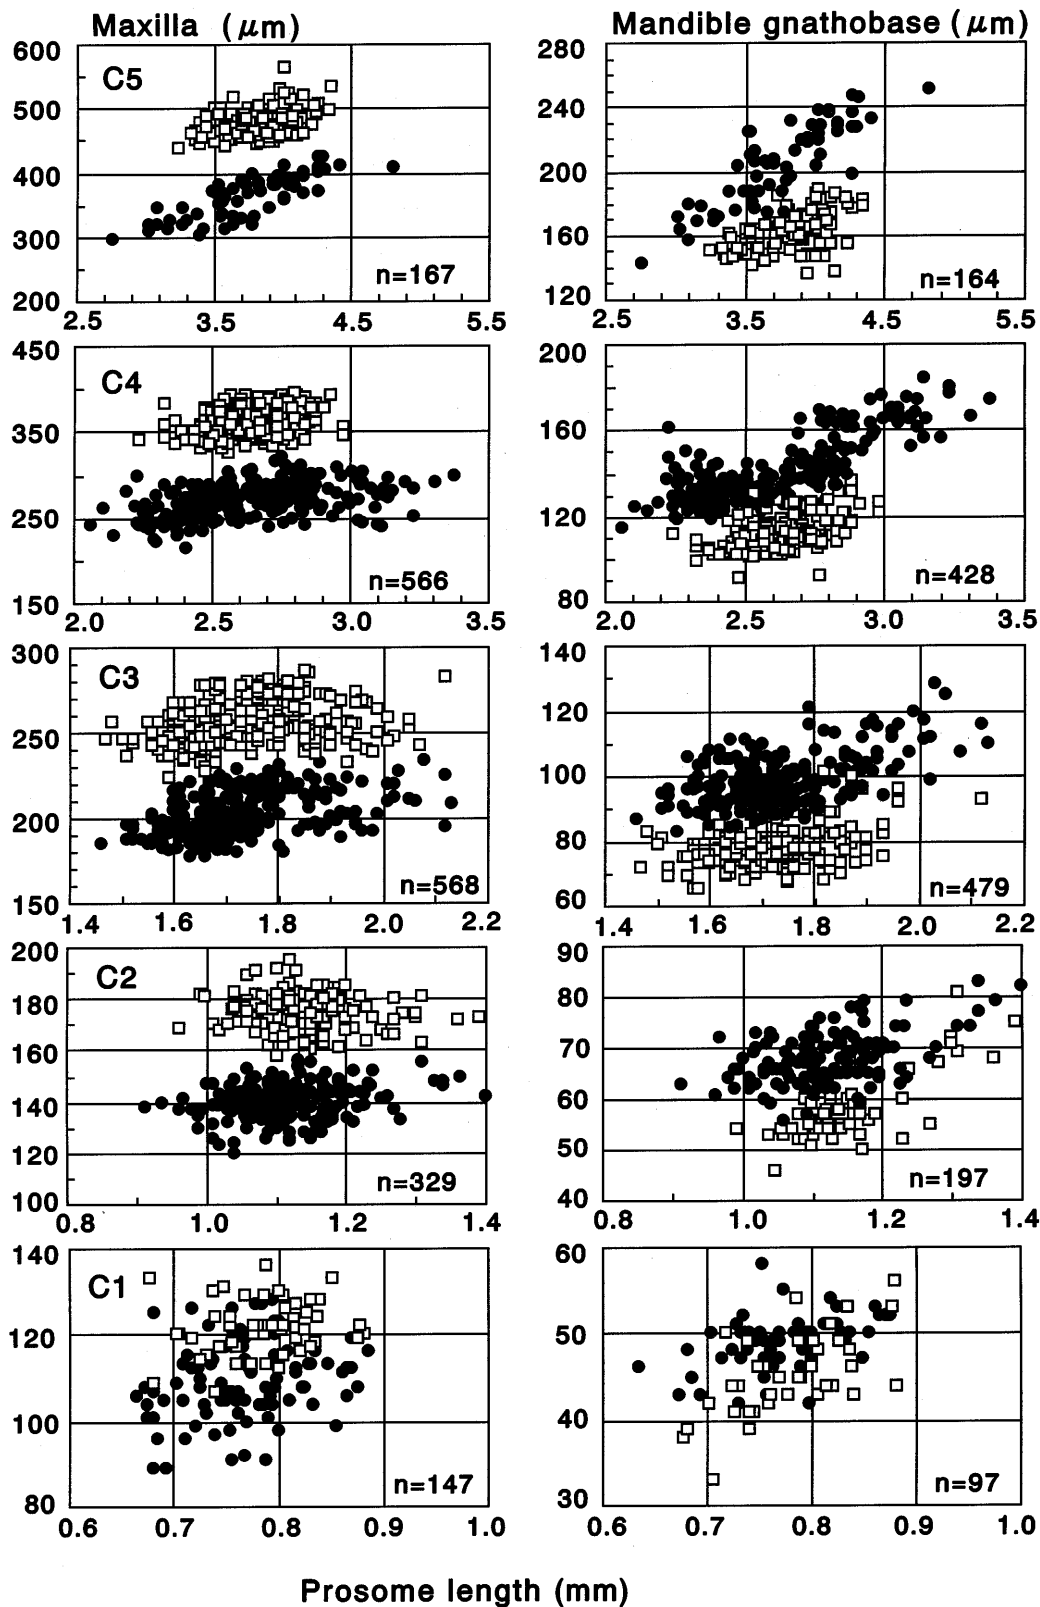 Maxilla (μm)
Mandible gnathobase (μm)
600
500
400
300
200
C5
n=167
2.5 3.5 4.5 5.5
280
240
200
160
120
n=164
2.5 3.5 4.5 5.5
450
350
250
150
C4
n=566
2.0 2.5 3.0 3.5
200
160
120
80
n=428
2.0 2.5 3.0 3.5
300
250
200
150
C3
n=568
1.4 1.6 1.8 2.0 2.2
140
120
100
80
60
n=479
1.4 1.6 1.8 2.0 2.2
200
180
160
140
120
100
C2
n=329
0.8 1.0 1.2 1.4
90
80
70
60
50
40
n=197
0.8 1.0 1.2 1.4
140
120
100
80
C1
n=147
0.6 0.7 0.8 0.9 1.0
60
50
40
30
n=97
0.6 0.7 0.8 0.9 1.0
Prosome length (mm)